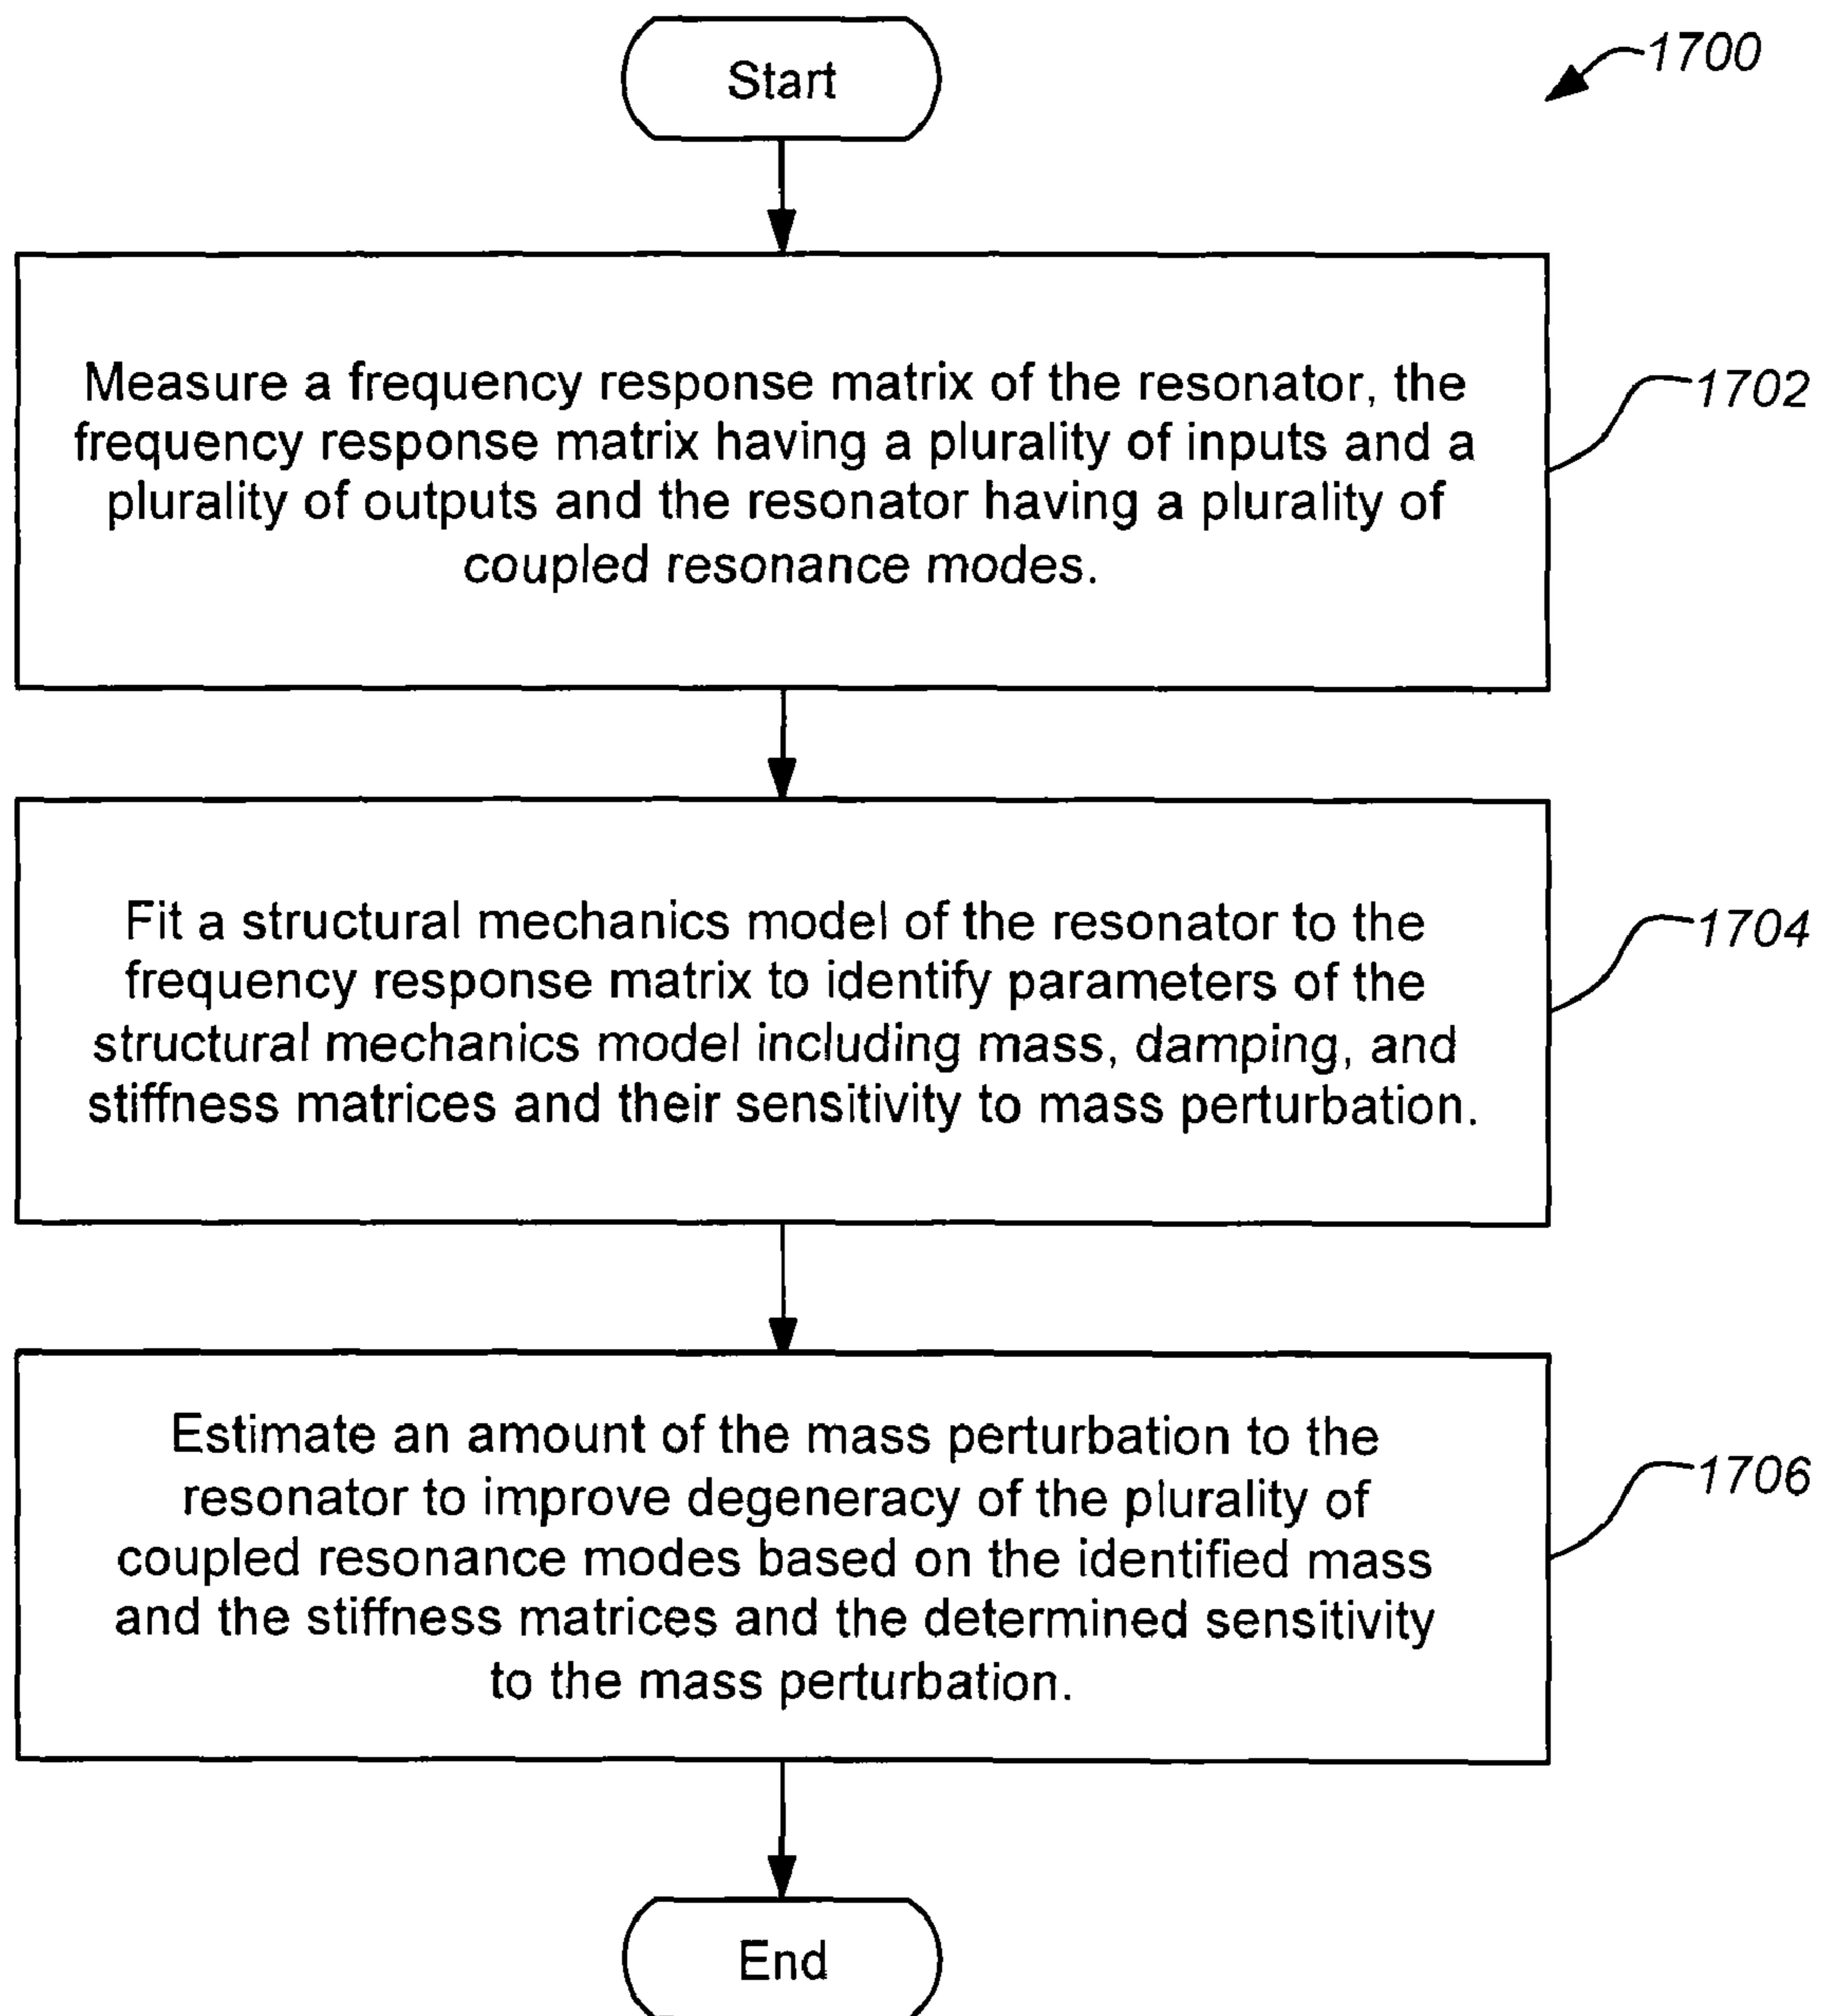 Start
1700
Measure a frequency response matrix of the resonator, the
frequency response matrix having a plurality of inputs and a
plurality of outputs and the resonator having a plurality of
coupled resonance modes.
1702
Fit a structural mechanics model of the resonator to the
frequency response matrix to identify parameters of the
structural mechanics model including mass, damping, and
stiffness matrices and their sensitivity to mass perturbation.
1704
Estimate an amount of the mass perturbation to the
resonator to improve degeneracy of the plurality of
coupled resonance modes based on the identified mass
and the stiffness matrices and the determined sensitivity
to the mass perturbation.
1706
End